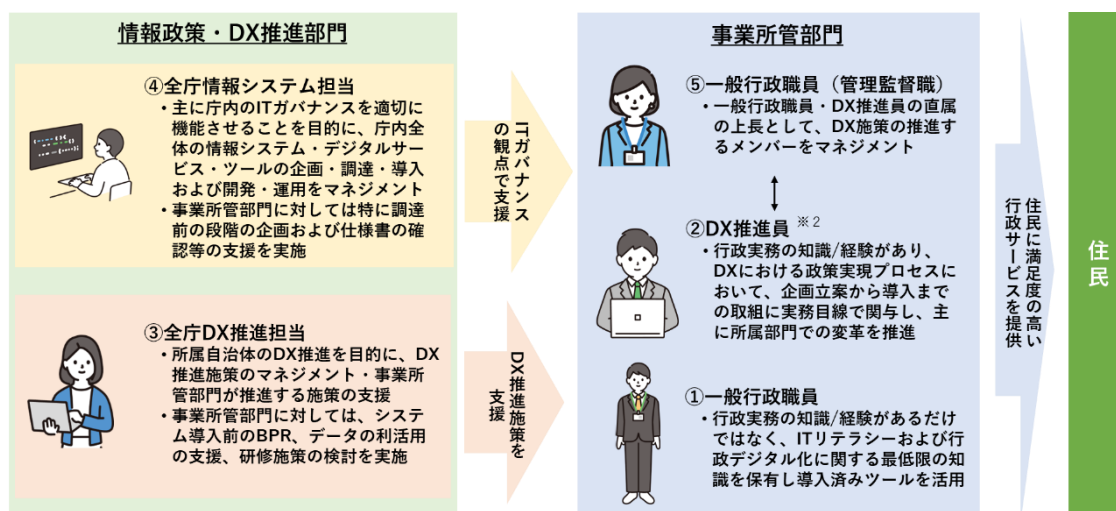 情報政策・DX推進部門
④全庁情報システム担当
・主に庁内のITガバナンスを適切に
機能させることを目的に、庁内全
体の情報システム・デジタルサー
ビス・ツールの企画・調達・導入
および開発・運用をマネジメント
・事業所管部門に対しては特に調達
前の段階の企画および仕様書の確
認等の支援を実施
③全庁DX推進担当
・所属自治体のDX推進を目的に、DX
推進施策のマネジメント・事業所
管部門が推進する施策の支援
・事業所管部門に対しては、システ
ム導入前のBPR、データの利活用
の支援、研修施策の検討を実施
ITガバナンス
の観点で支援
DX推進施策を
支援
事業所管部門
⑤一般行政職員（管理監督職）
・一般行政職員・DX推進員の直属
の上長として、DX施策の推進す
るメンバーをマネジメント
②DX推進員 ※2
・行政実務の知識/経験があり、
DXにおける政策実現プロセスに
おいて、企画立案から導入まで
の取組に実務目線で関与し、主
に所属部門での変革を推進
①一般行政職員
・行政実務の知識/経験があるだけ
ではなく、ITリテラシーおよび行
政デジタル化に関する最低限の知
識を保有し導入済みツールを活用
住民に満足度の高い
行政サービスを提供
住民